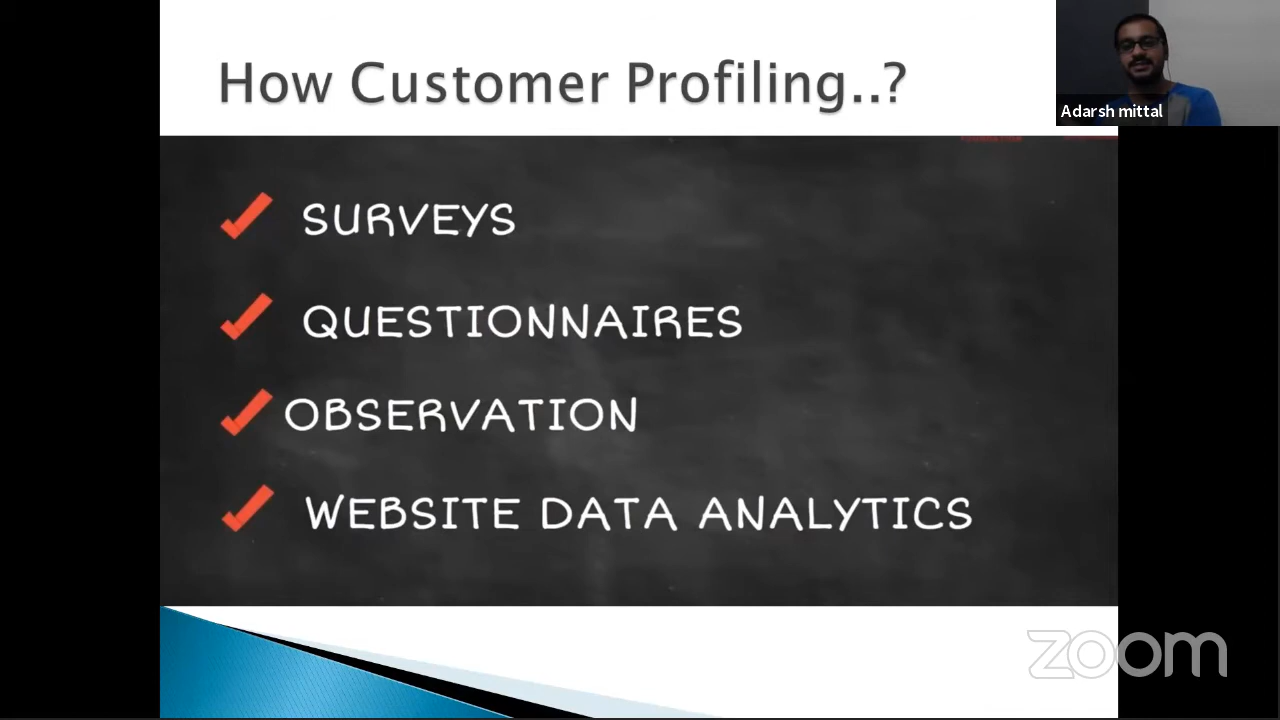 How Customer Profiling..?
Adarsh mittal
SURVEYS
QUESTIONNAIRES
OBSERVATION
WEBSITE DATA ANALYTICS
zoom